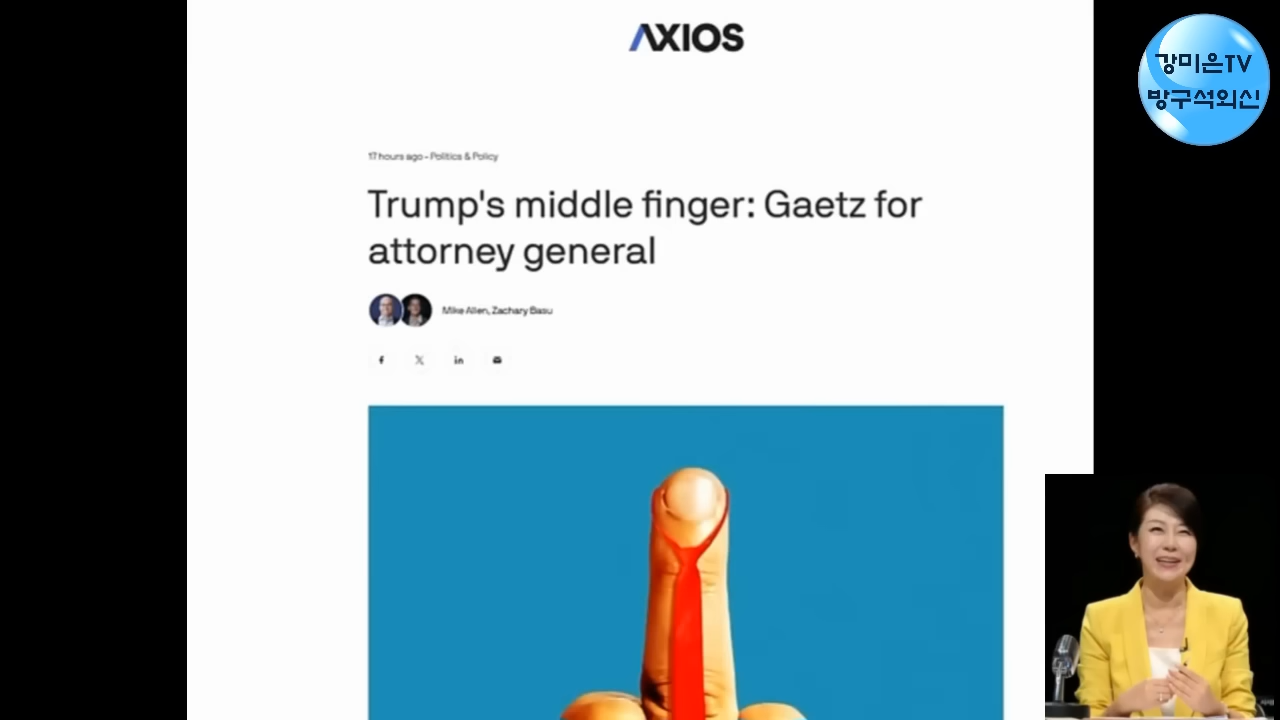 AXIOS
강미은TV
방구석외신
17 hours ago - Politics & Policy
Trump's middle finger: Gaetz for
attorney general
Mike Allen, Zachary Basu